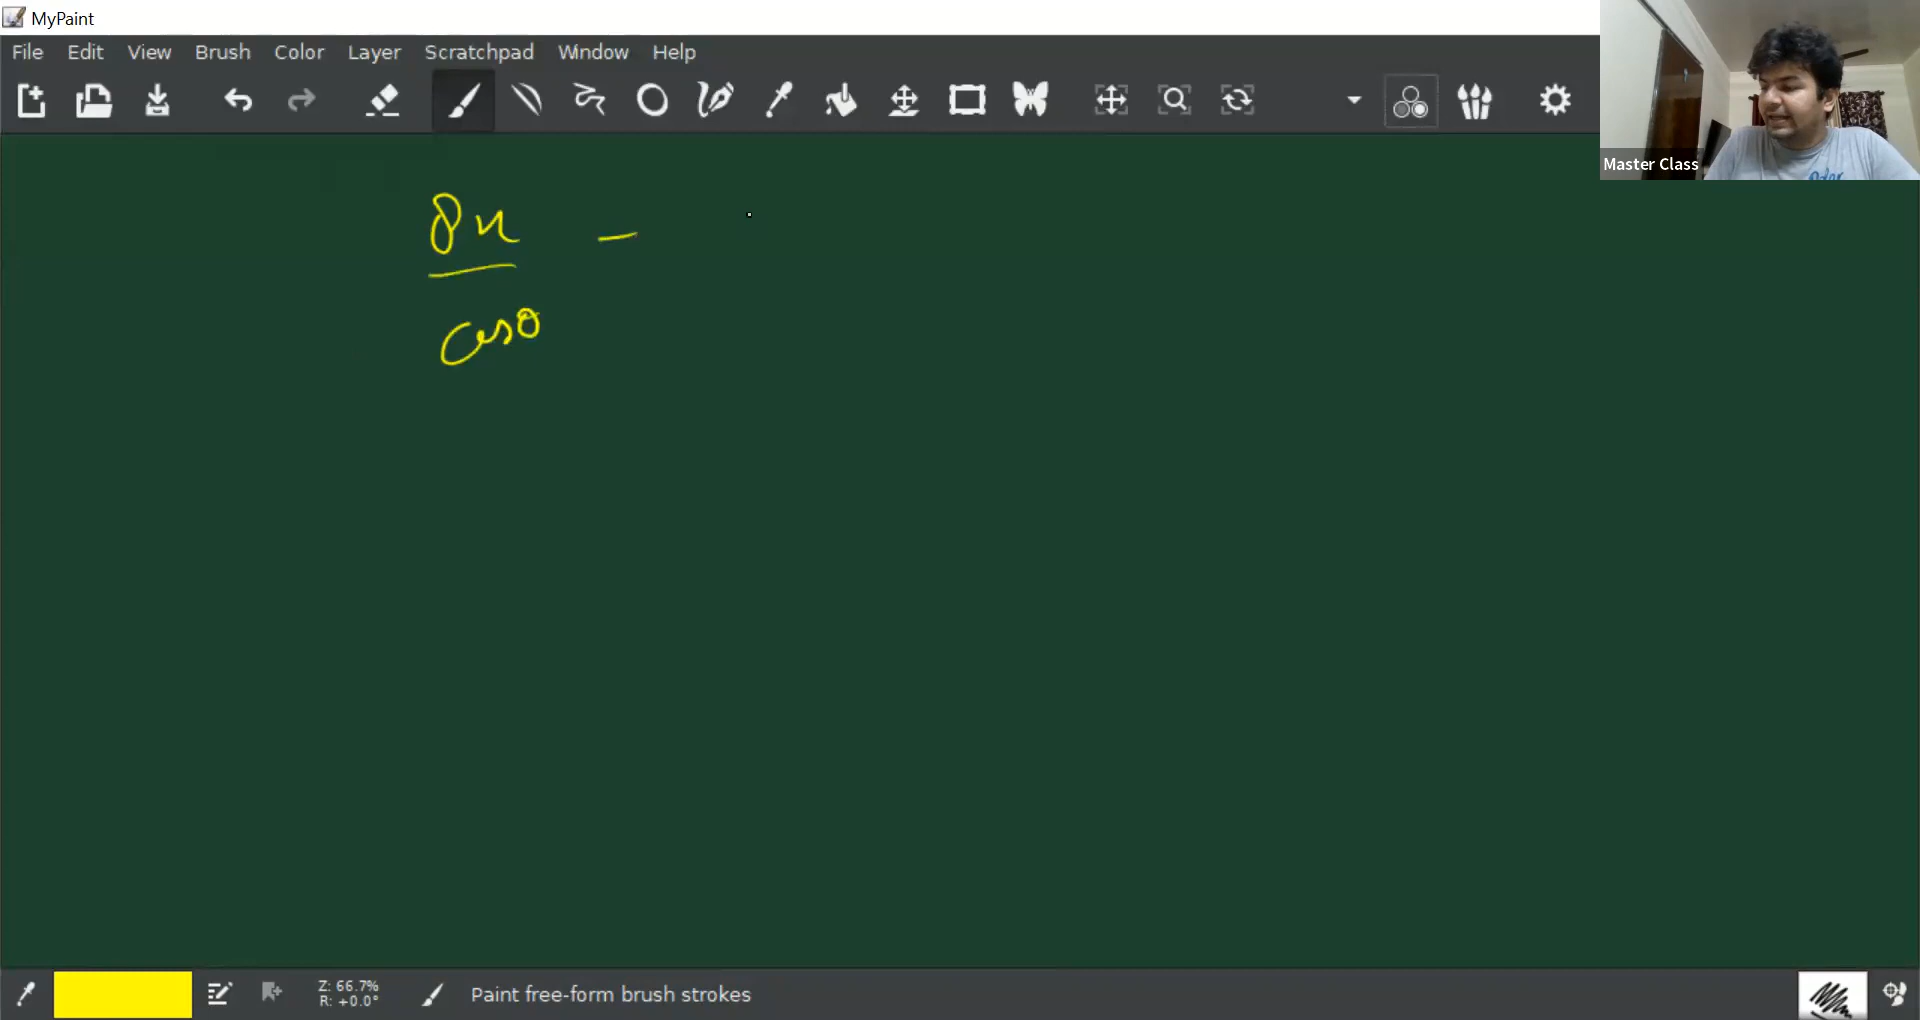 MyPaint
File Edit View Brush Color Layer Scratchpad Window Help
Master Class
8x −
cosθ
Z: 66.7%
R: +0.0°
Paint free-form brush strokes